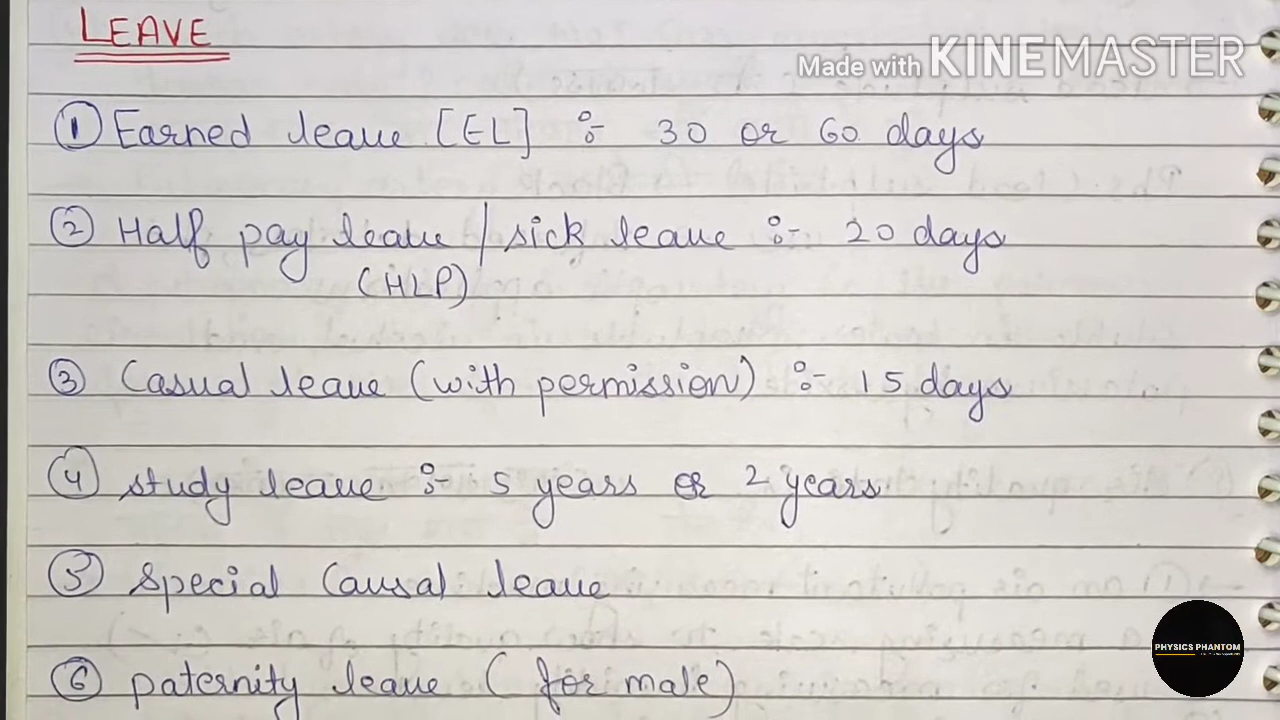 LEAVE
Made with KINEMASTER
① Earned leave [EL] :- 30 or 60 days
② Half pay leave / sick leave :- 20 days
(HLP)
③ Casual leave (with permission) :- 15 days
④ study leave :- 5 years or 2 years
⑤ special Causal leave
PHYSICS PHANTOM
⑥ paternity leave ( for male)